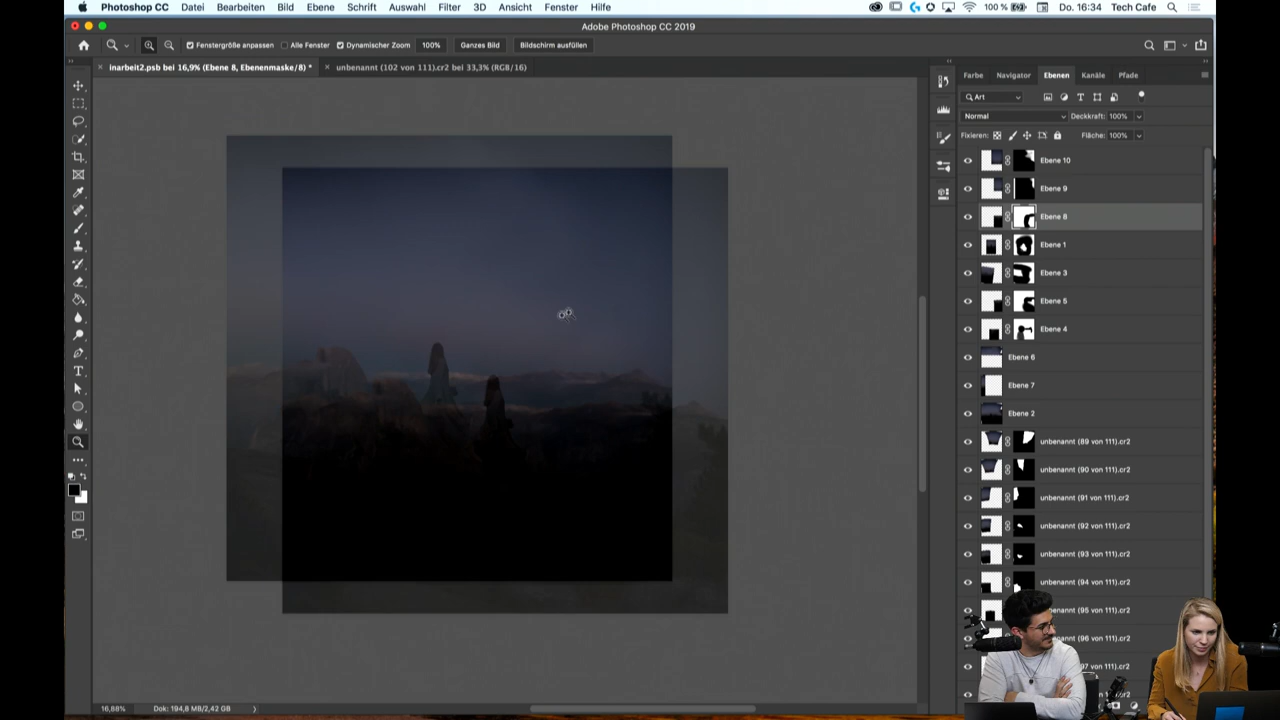 Photoshop CC Datei Bearbeiten Bild Ebene Schrift Auswahl Filter 3D Ansicht Fenster Hilfe 100 % Do. 16:34 Tech Cafe
Adobe Photoshop CC 2019
Fenstergröße anpassen Alle Fenster Dynamischer Zoom 100% Ganzes Bild Bildschirm ausfüllen
inarbeit2.psb bei 16,9% (Ebene 8, Ebenenmaske/8) * unbenannt (102 von 111).cr2 bei 33,3% (RGB/16)
Farbe Navigator Ebenen Kanäle Pfade
Art
Normal Deckkraft: 100%
Fixieren: Fläche: 100%
Ebene 10
Ebene 9
Ebene 8
Ebene 1
Ebene 3
Ebene 5
Ebene 4
Ebene 6
Ebene 7
Ebene 2
unbenannt (89 von 111).cr2
unbenannt (90 von 111).cr2
unbenannt (91 von 111).cr2
unbenannt (92 von 111).cr2
unbenannt (93 von 111).cr2
unbenannt (94 von 111).cr2
(95 von 111).cr2
(96 von 111).cr2
97 von 111).cr2
16,88% Dok: 194,8 MB/2,42 GB